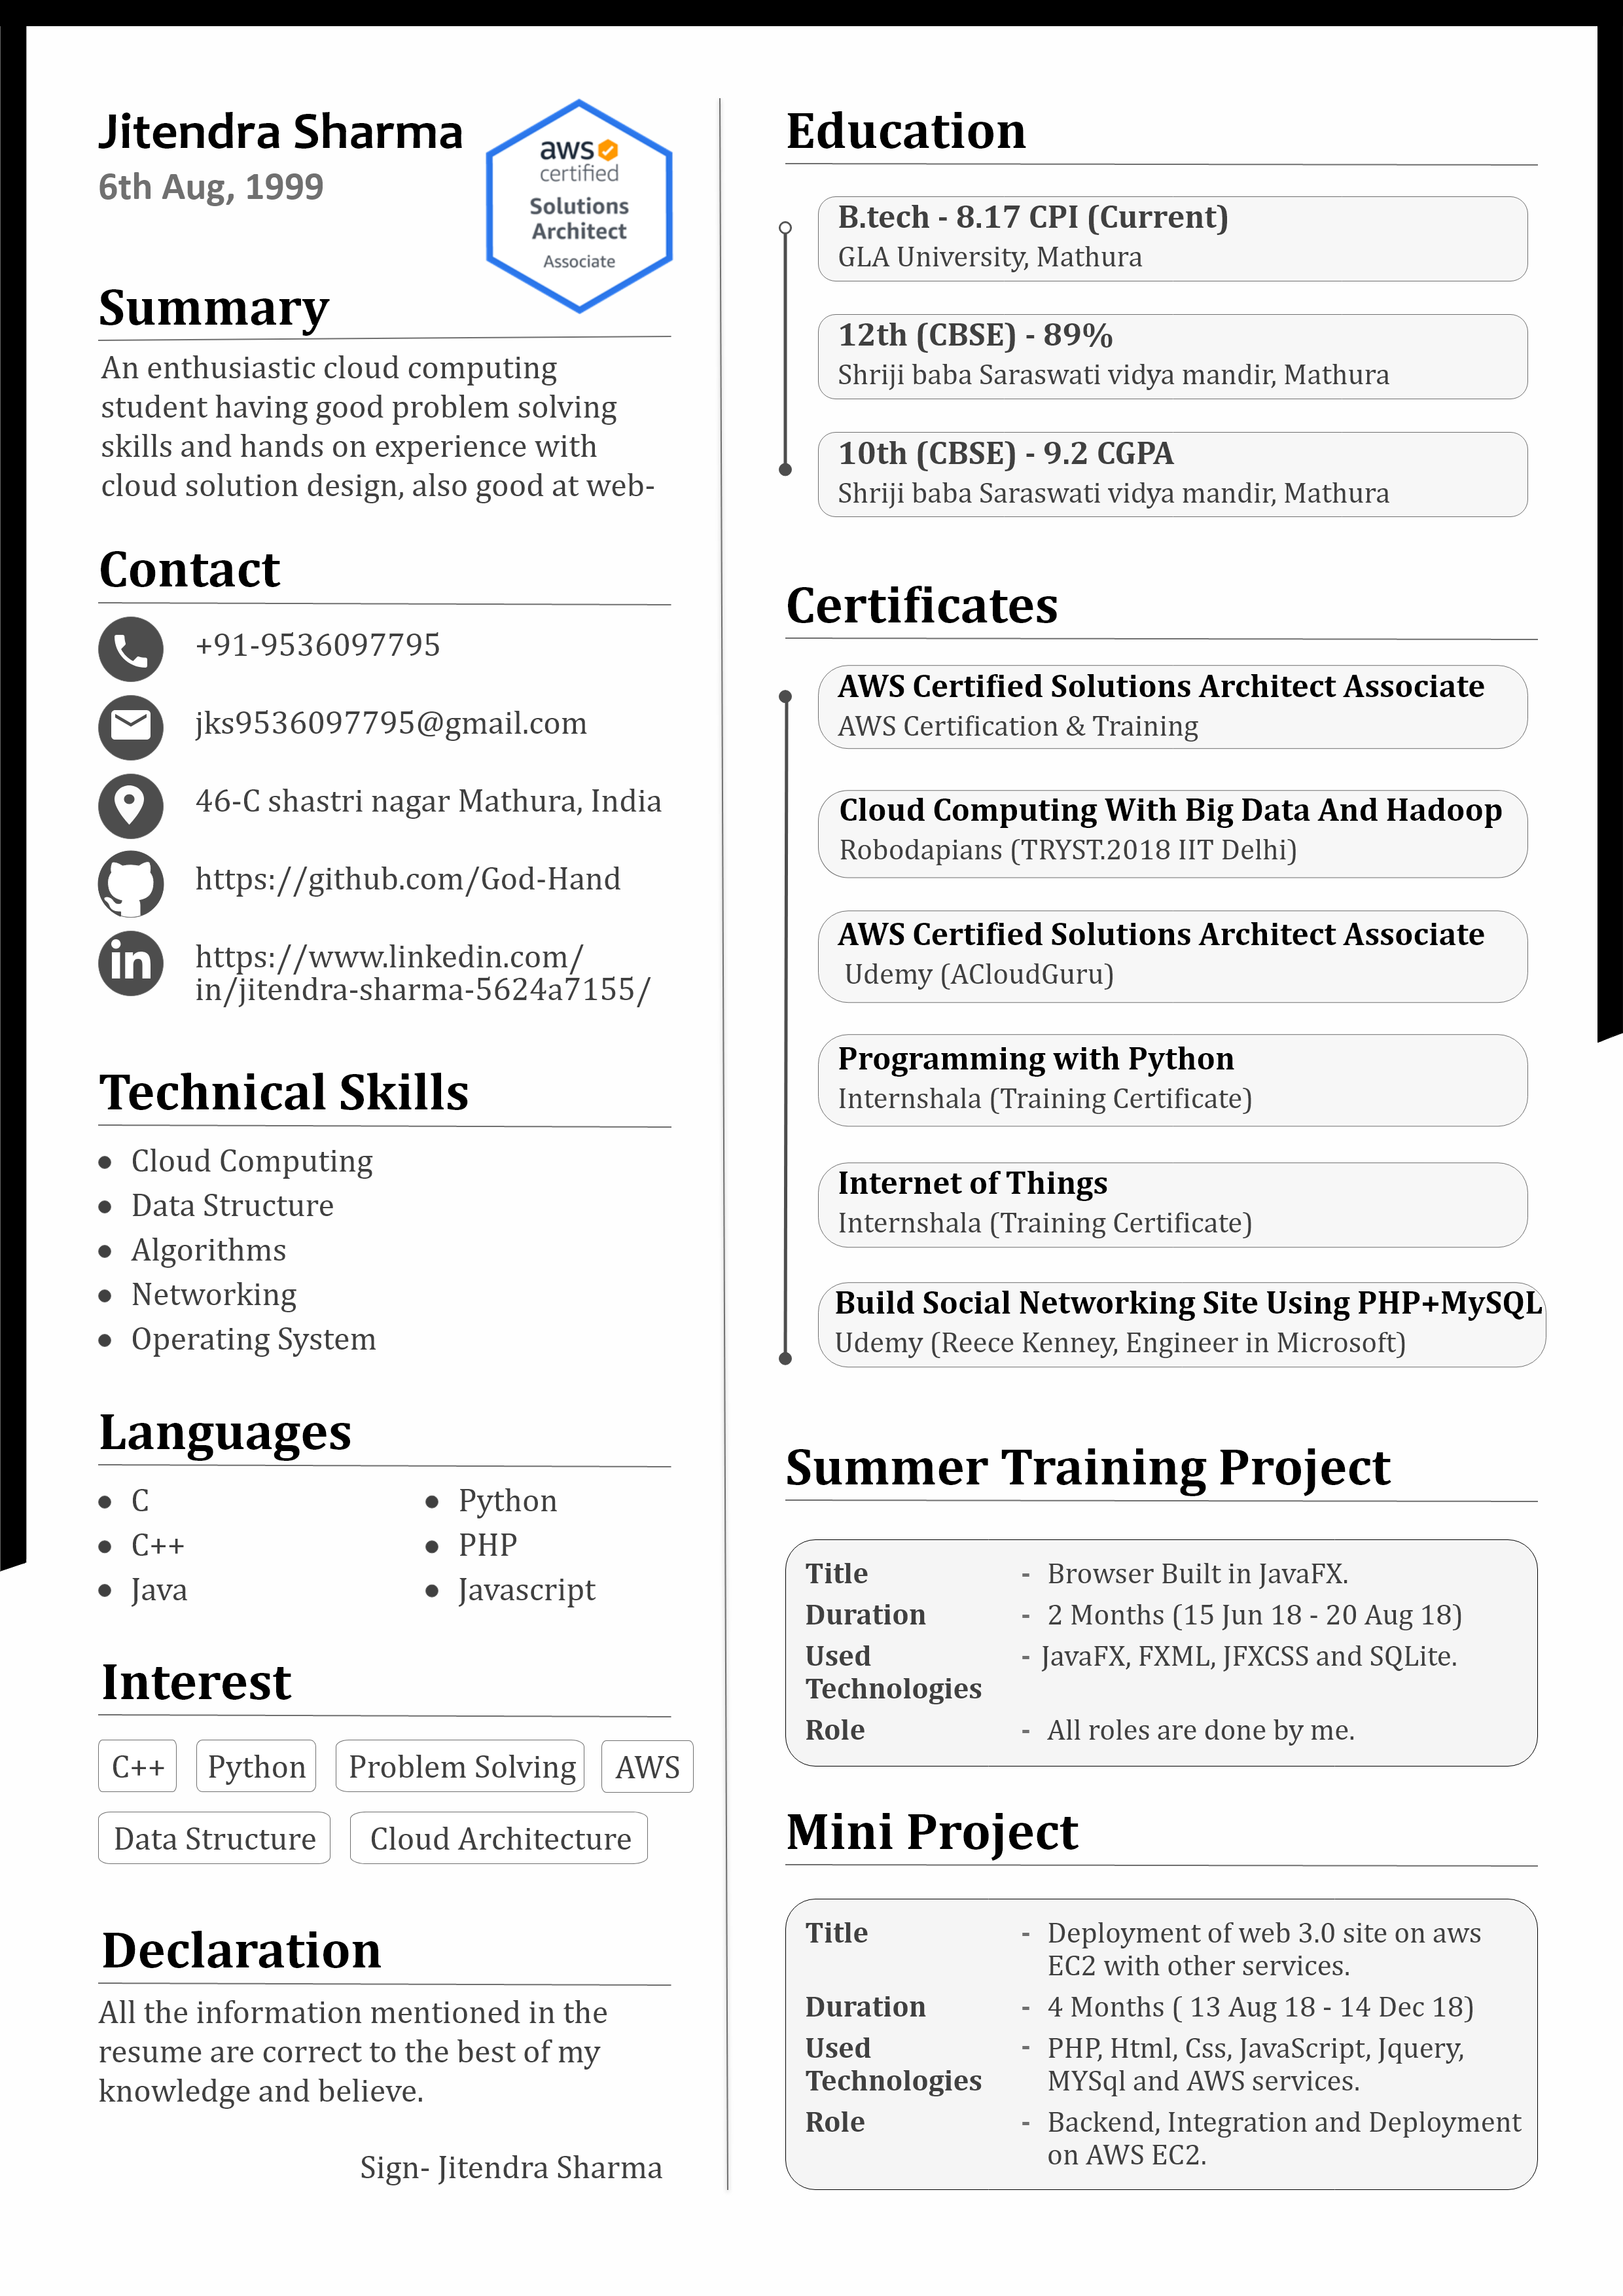 Jitendra Sharma
6th Aug, 1999
aws
certified
Solutions
Architect
Associate
Summary
An enthusiastic cloud computing
student having good problem solving
skills and hands on experience with
cloud solution design, also good at web-
Contact
+91-9536097795
jks9536097795@gmail.com
46-C shastri nagar Mathura, India
https://github.com/God-Hand
in
https://www.linkedin.com/
in/jitendra-sharma-5624a7155/
Technical Skills
Cloud Computing
Data Structure
Algorithms
Networking
Operating System
Languages
C
C++
Java
Python
PHP
Javascript
Interest
C++ Python Problem Solving AWS
Data Structure Cloud Architecture
Declaration
All the information mentioned in the
resume are correct to the best of my
knowledge and believe.
Sign- Jitendra Sharma
Education
B.tech - 8.17 CPI (Current)
GLA University, Mathura
12th (CBSE) - 89%
Shriji baba Saraswati vidya mandir, Mathura
10th (CBSE) - 9.2 CGPA
Shriji baba Saraswati vidya mandir, Mathura
Certificates
AWS Certified Solutions Architect Associate
AWS Certification & Training
Cloud Computing With Big Data And Hadoop
Robodapians (TRYST.2018 IIT Delhi)
AWS Certified Solutions Architect Associate
Udemy (ACloudGuru)
Programming with Python
Internshala (Training Certificate)
Internet of Things
Internshala (Training Certificate)
Build Social Networking Site Using PHP+MySQL
Udemy (Reece Kenney, Engineer in Microsoft)
Summer Training Project
Title - Browser Built in JavaFX.
Duration - 2 Months (15 Jun 18 - 20 Aug 18)
Used - JavaFX, FXML, JFXCSS and SQLite.
Technologies
Role - All roles are done by me.
Mini Project
Title - Deployment of web 3.0 site on aws
EC2 with other services.
Duration - 4 Months ( 13 Aug 18 - 14 Dec 18)
Used - PHP, Html, Css, JavaScript, Jquery,
Technologies MYSql and AWS services.
Role - Backend, Integration and Deployment
on AWS EC2.